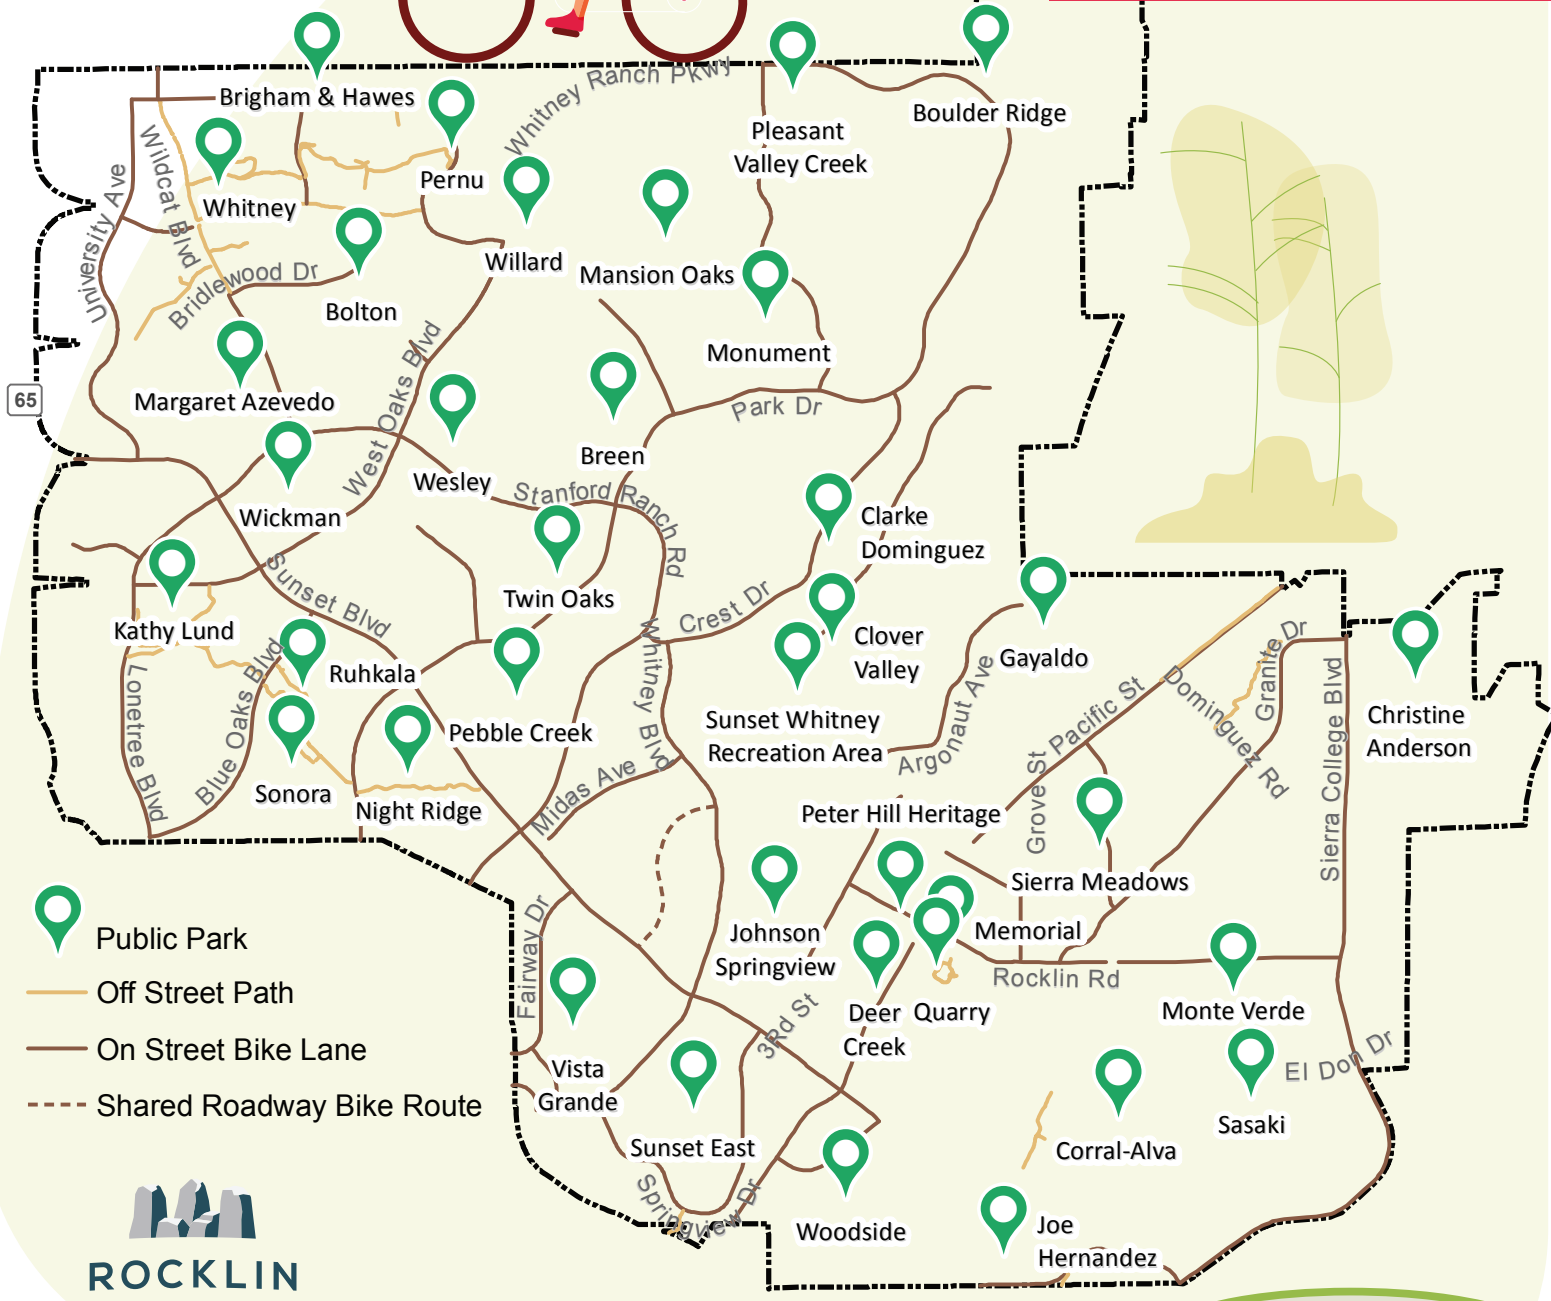 Whitney Ranch Pkwy
Brigham & Hawes
Boulder Ridge
Pleasant
Valley Creek
Pernu
Whitney
Wildcat Blvd
University Ave
Willard
Mansion Oaks
Bridlewood Dr
Bolton
Monument
West Oaks Blvd
65
Margaret Azevedo
Park Dr
Breen
Wesley
Stanford Ranch Rd
Wickman
Clarke
Dominguez
Sunset Blvd
Twin Oaks
Crest Dr
Kathy Lund
Whitney Blvd
Clover
Valley
Gayaldo
Granite Dr
Ruhkala
Lonetree Blvd
Blue Oaks Blvd
Argonaut Ave
Pacific St
Dominguez Rd
Sierra College Blvd
Christine
Anderson
Pebble Creek
Sunset Whitney
Recreation Area
Sonora
Night Ridge
Midas Ave
Grove St
Peter Hill Heritage
Sierra Meadows
Public Park
Off Street Path
On Street Bike Lane
Shared Roadway Bike Route
Fairway Dr
Johnson
Springview
Memorial
Rocklin Rd
Deer
Creek
Quarry
Monte Verde
3Rd St
Vista
Grande
El Don Dr
Sasaki
Sunset East
Corral-Alva
Springview Dr
Woodside
Joe
Hernandez
ROCKLIN